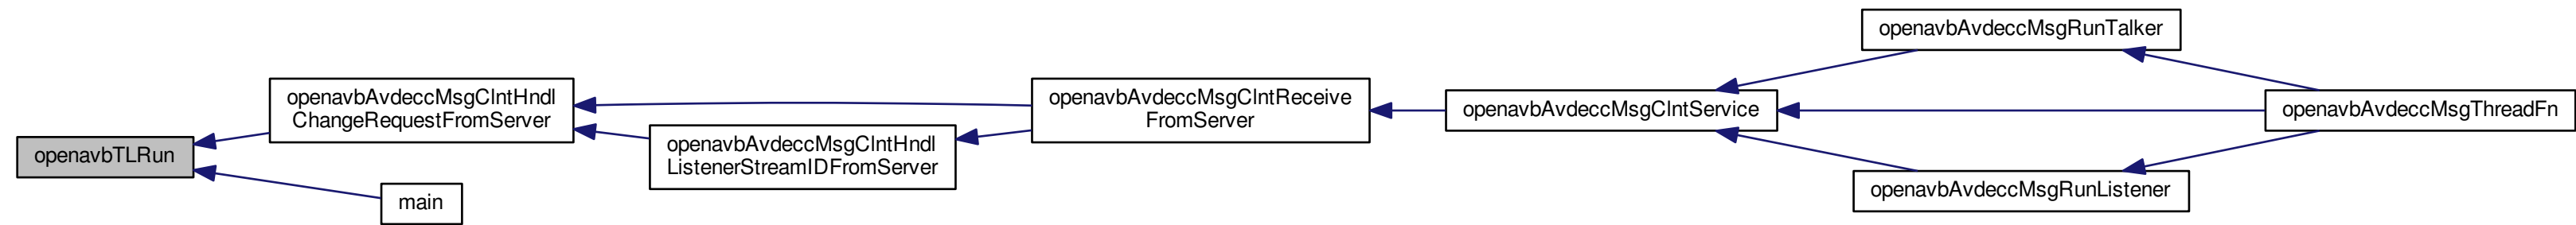 openavbTLRun
openavbAvdeccMsgClntHndl
ChangeRequestFromServer
main
openavbAvdeccMsgClntHndl
ListenerStreamIDFromServer
openavbAvdeccMsgClntReceive
FromServer
openavbAvdeccMsgClntService
openavbAvdeccMsgRunTalker
openavbAvdeccMsgRunListener
openavbAvdeccMsgThreadFn